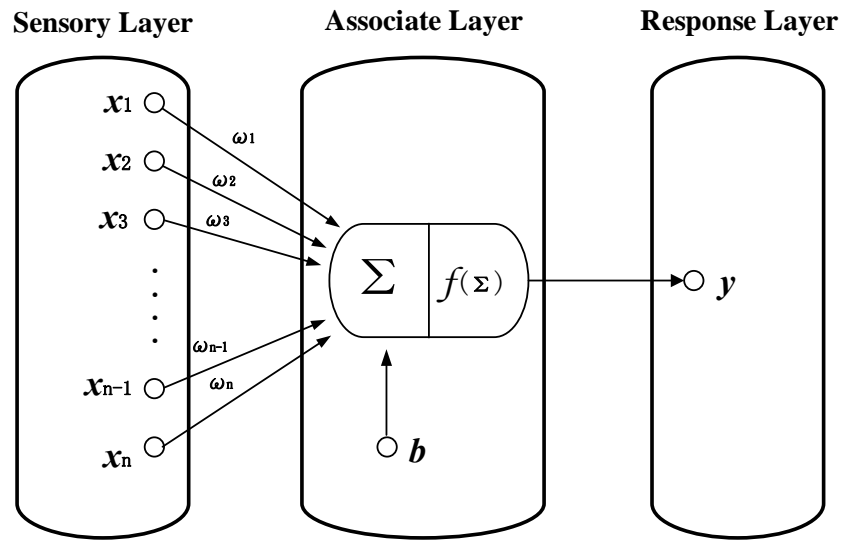 Sensory Layer
Associate Layer
Response Layer
x1
ω1
x2
ω2
x3
ω3
Σ
f(Σ)
y
ωn-1
xn-1
ωn
xn
b